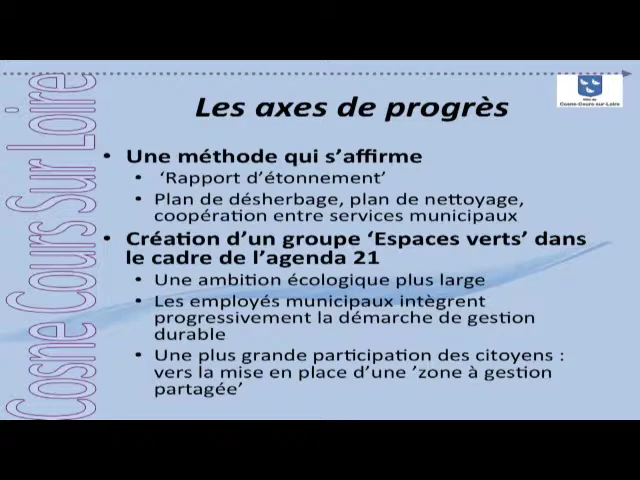 Les axes de progrès
Ville de
Cosne-Cours-sur-Loire
Cosne Cours Sur Loire
• Une méthode qui s’affirme
• ‘Rapport d’étonnement’
• Plan de désherbage, plan de nettoyage,
coopération entre services municipaux
• Création d’un groupe ‘Espaces verts’ dans
le cadre de l’agenda 21
• Une ambition écologique plus large
• Les employés municipaux intègrent
progressivement la démarche de gestion
durable
• Une plus grande participation des citoyens :
vers la mise en place d’une ’zone à gestion
partagée’